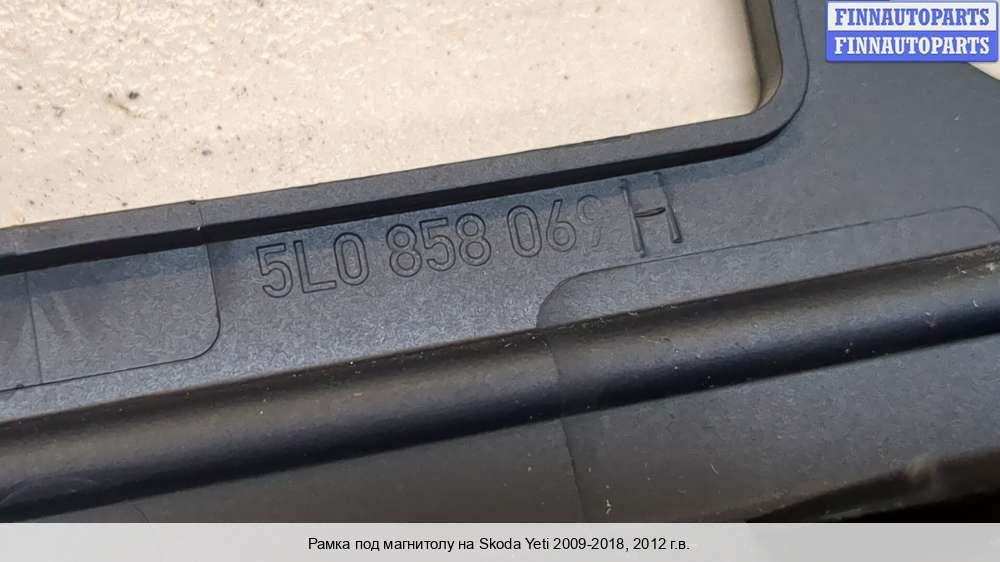 FINNAUTOPARTS
FINNAUTOPARTS
5L0 858 069 H
Рамка под магнитолу на Skoda Yeti 2009-2018, 2012 г.в.